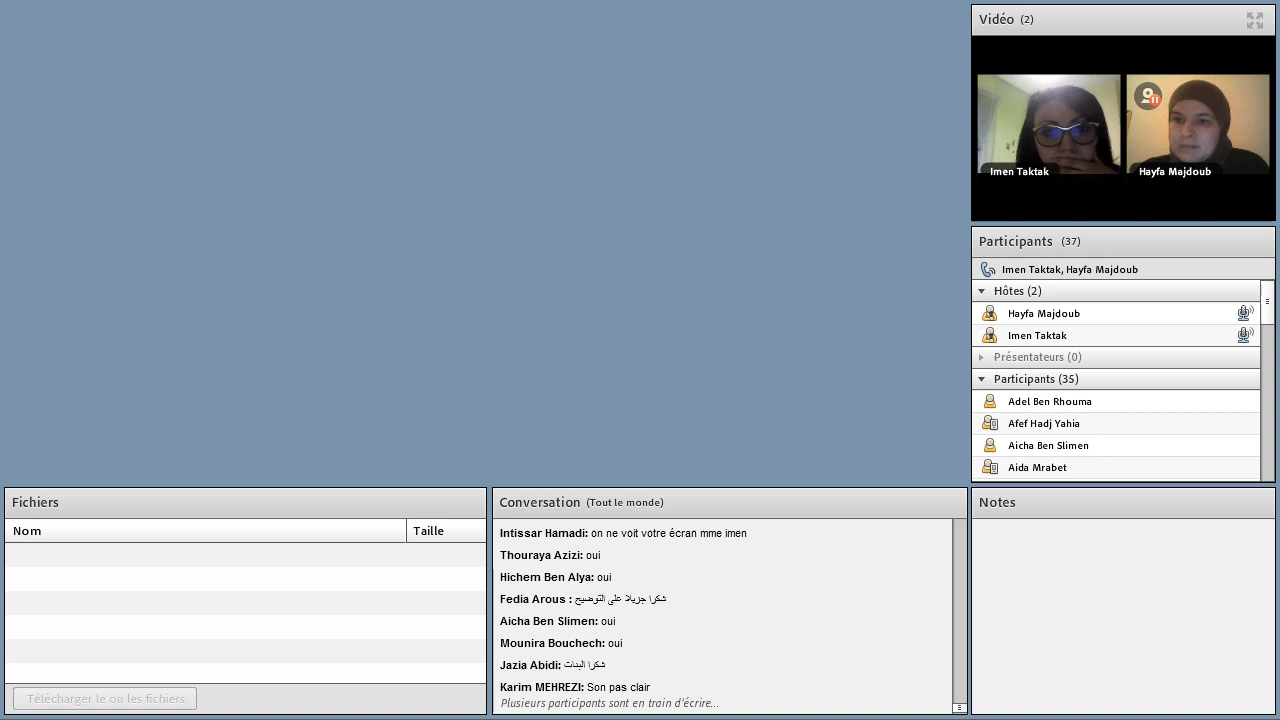 Vidéo (2)
Imen Taktak
Hayfa Majdoub
Participants (37)
Imen Taktak, Hayfa Majdoub
Hôtes (2)
Hayfa Majdoub
Imen Taktak
Présentateurs (0)
Participants (35)
Adel Ben Rhouma
Afef Hadj Yahia
Aicha Ben Slimen
Aida Mrabet
Fichiers
Nom Taille
Télécharger le ou les fichiers
Conversation (Tout le monde)
Intissar Hamadi: on ne voit votre écran mme imen
Thouraya Azizi: oui
Hichem Ben Alya: oui
Fedia Arous : شكرا جزيلا على التوضيح
Aicha Ben Slimen: oui
Mounira Bouchech: oui
Jazia Abidi: شكرا البنات
Karim MEHREZI: Son pas clair
Plusieurs participants sont en train d'écrire...
Notes